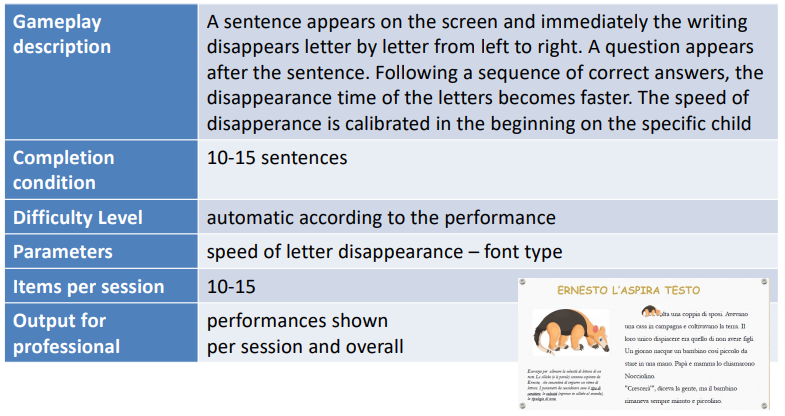 Gameplay
description
A sentence appears on the screen and immediately the writing
disappears letter by letter from left to right. A question appears
after the sentence. Following a sequence of correct answers, the
disappearance time of the letters becomes faster. The speed of
disapperance is calibrated in the beginning on the specific child
Completion
condition
10-15 sentences
Difficulty Level
automatic according to the performance
Parameters
speed of letter disappearance – font type
Items per session
10-15
Output for
professional
performances shown
per session and overall
ERNESTO L'ASPIRA TESTO
olta una coppia di sposi. Avevano
una casa in campagna e coltivavano la terra. Il
loro unico dispiacere era quello di non avere figli.
Un giorno nacque un bambino così piccolo da
stare in una mano. Papà e mamma lo chiamarono
Nocciolino.
"Crescerà", diceva la gente, ma il bambino
rimaneva sempre minuto e piccolino.